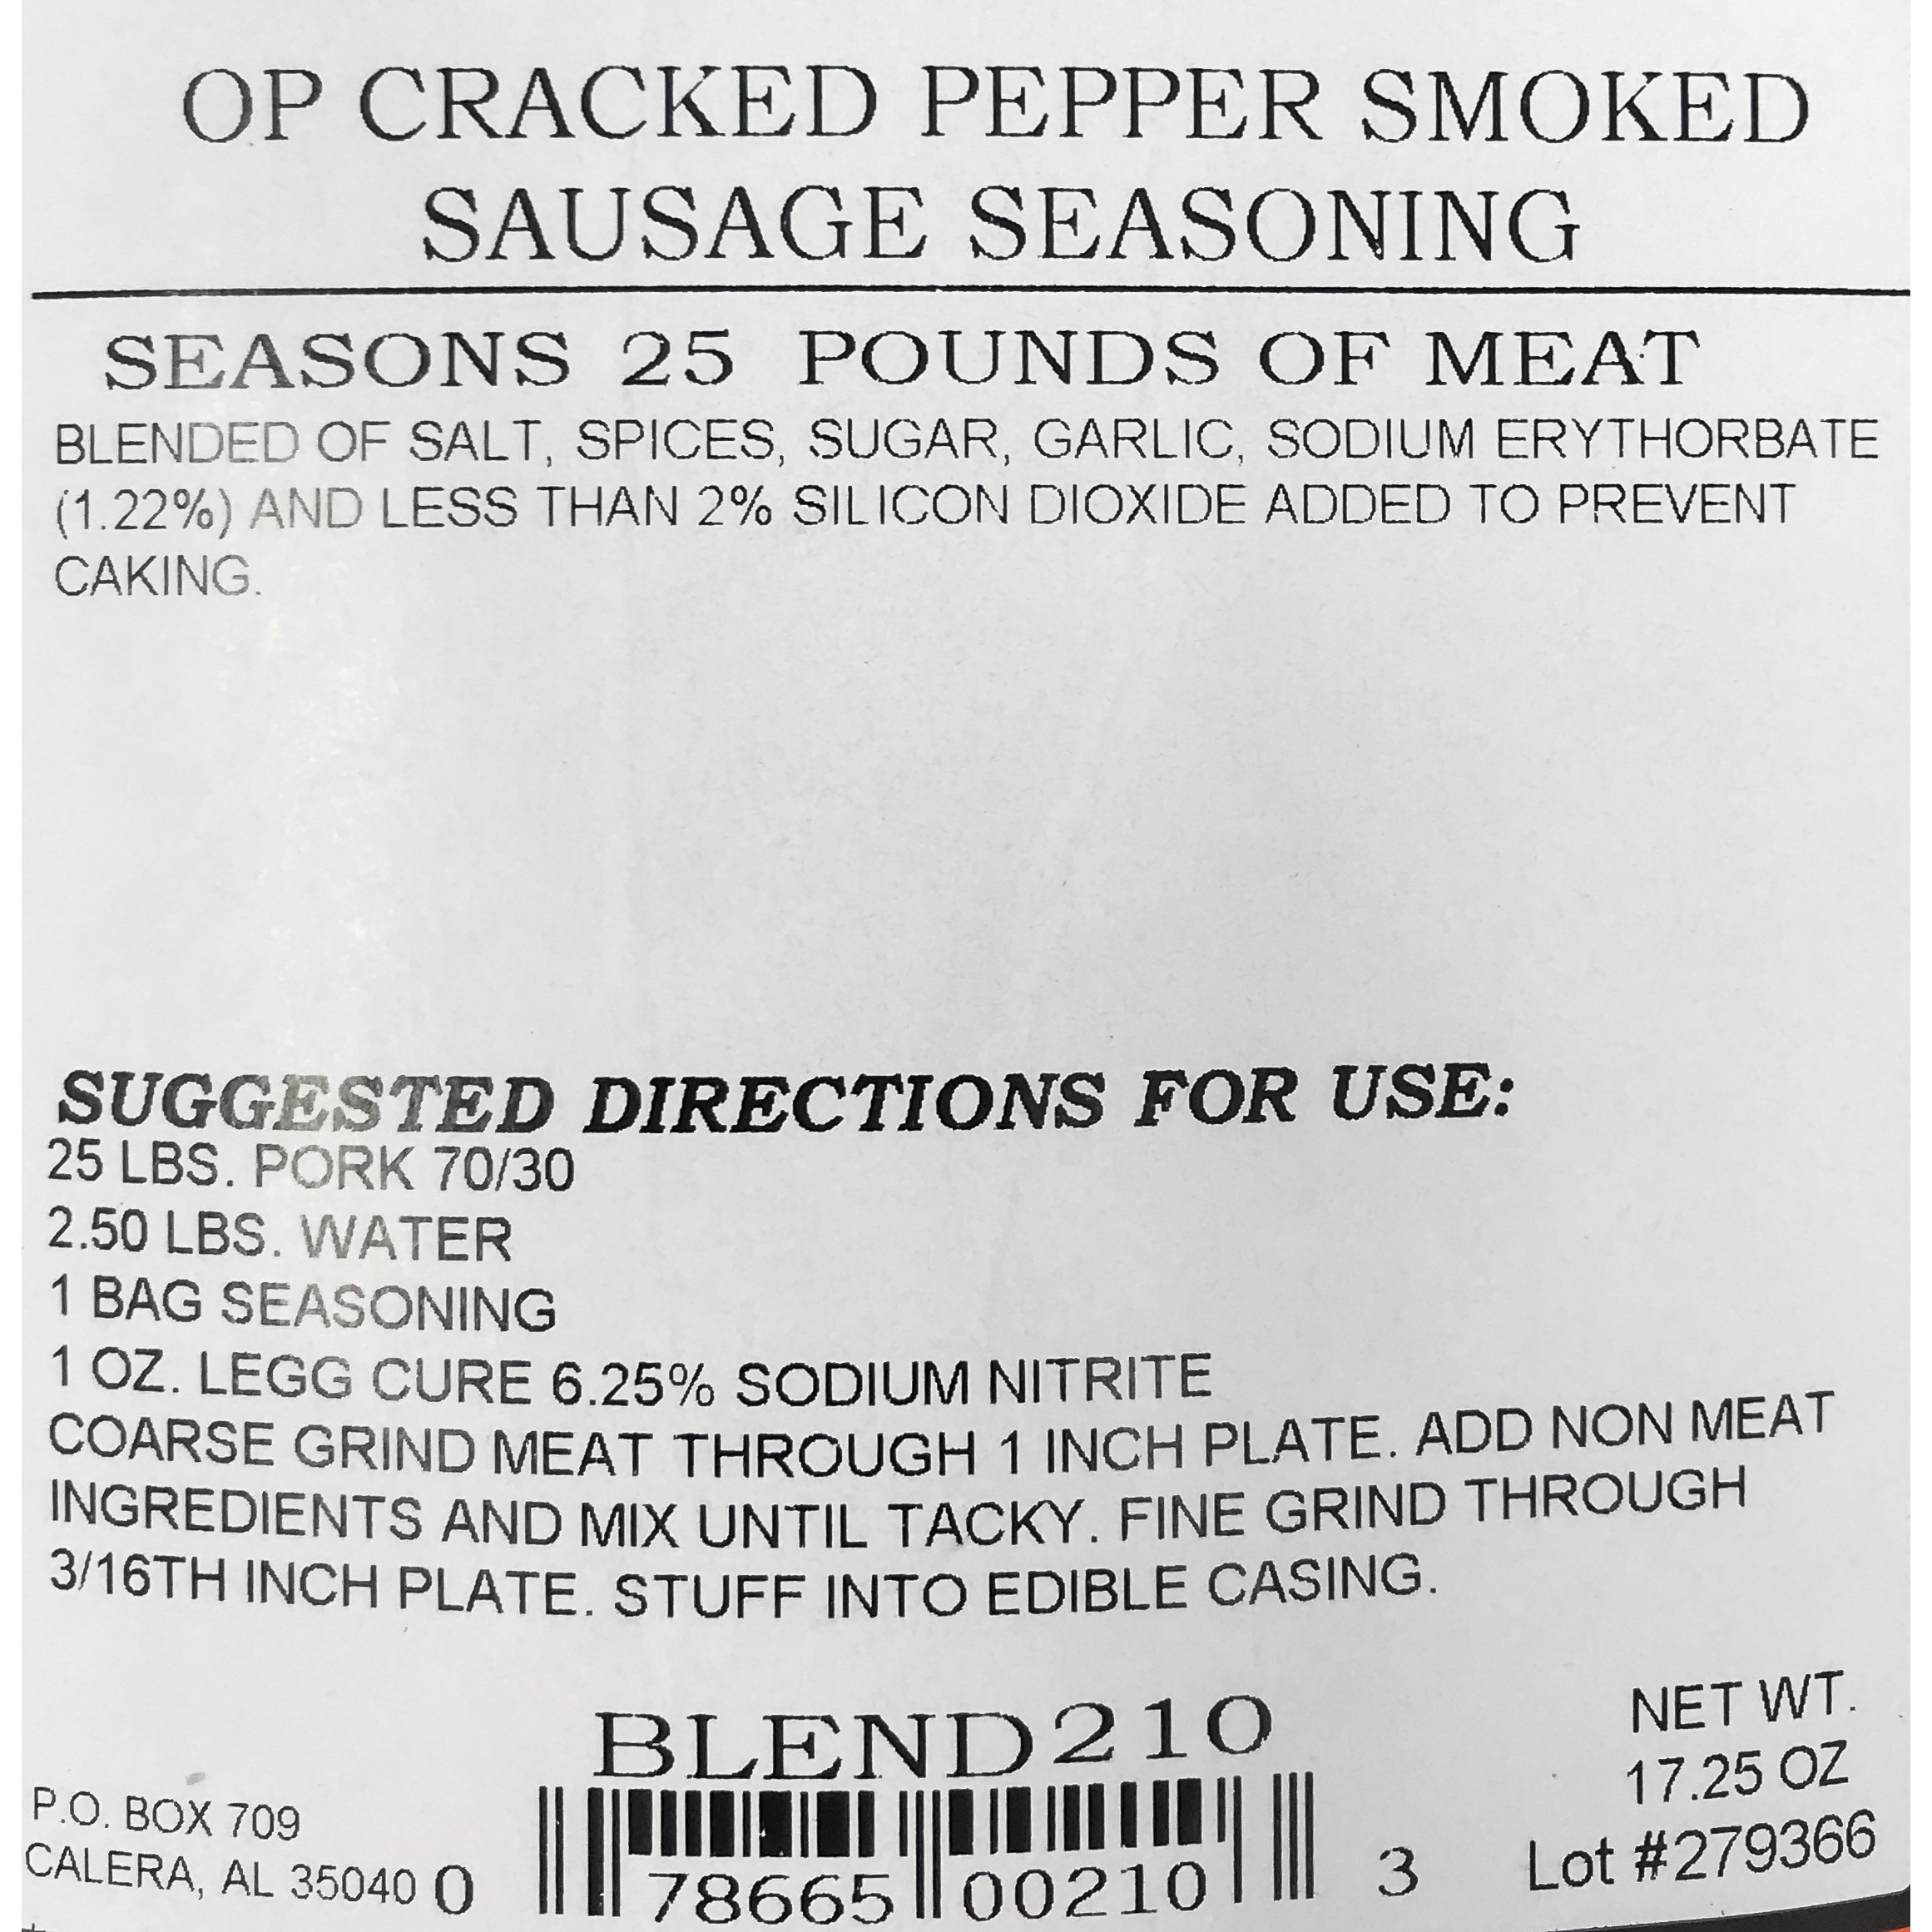 OP CRACKED PEPPER SMOKED
SAUSAGE SEASONING
SEASONS 25 POUNDS OF MEAT
BLENDED OF SALT, SPICES, SUGAR, GARLIC, SODIUM ERYTHORBATE
(1.22%) AND LESS THAN 2% SILICON DIOXIDE ADDED TO PREVENT
CAKING.
SUGGESTED DIRECTIONS FOR USE:
25 LBS. PORK 70/30
2.50 LBS. WATER
1 BAG SEASONING
1 OZ. LEGG CURE 6.25% SODIUM NITRITE
COARSE GRIND MEAT THROUGH 1 INCH PLATE. ADD NON MEAT
INGREDIENTS AND MIX UNTIL TACKY. FINE GRIND THROUGH
3/16TH INCH PLATE. STUFF INTO EDIBLE CASING.
BLEND 210
NET WT.
17.25 OZ
Lot #279366
P.O. BOX 709
CALERA, AL 35040
0 78665 00210 3